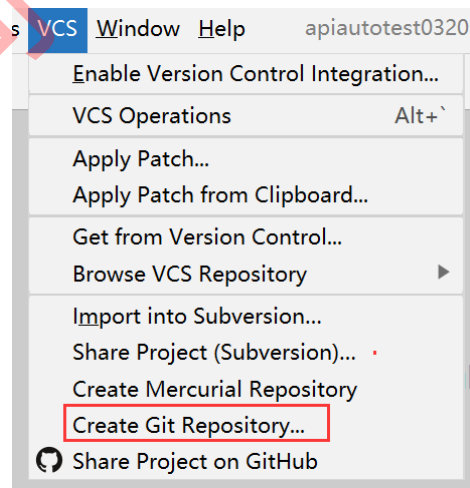 s VCS Window Help apiautotest0320
Enable Version Control Integration...
VCS Operations Alt+`
Apply Patch...
Apply Patch from Clipboard...
Get from Version Control...
Browse VCS Repository
Import into Subversion...
Share Project (Subversion)...
Create Mercurial Repository
Create Git Repository...
Share Project on GitHub